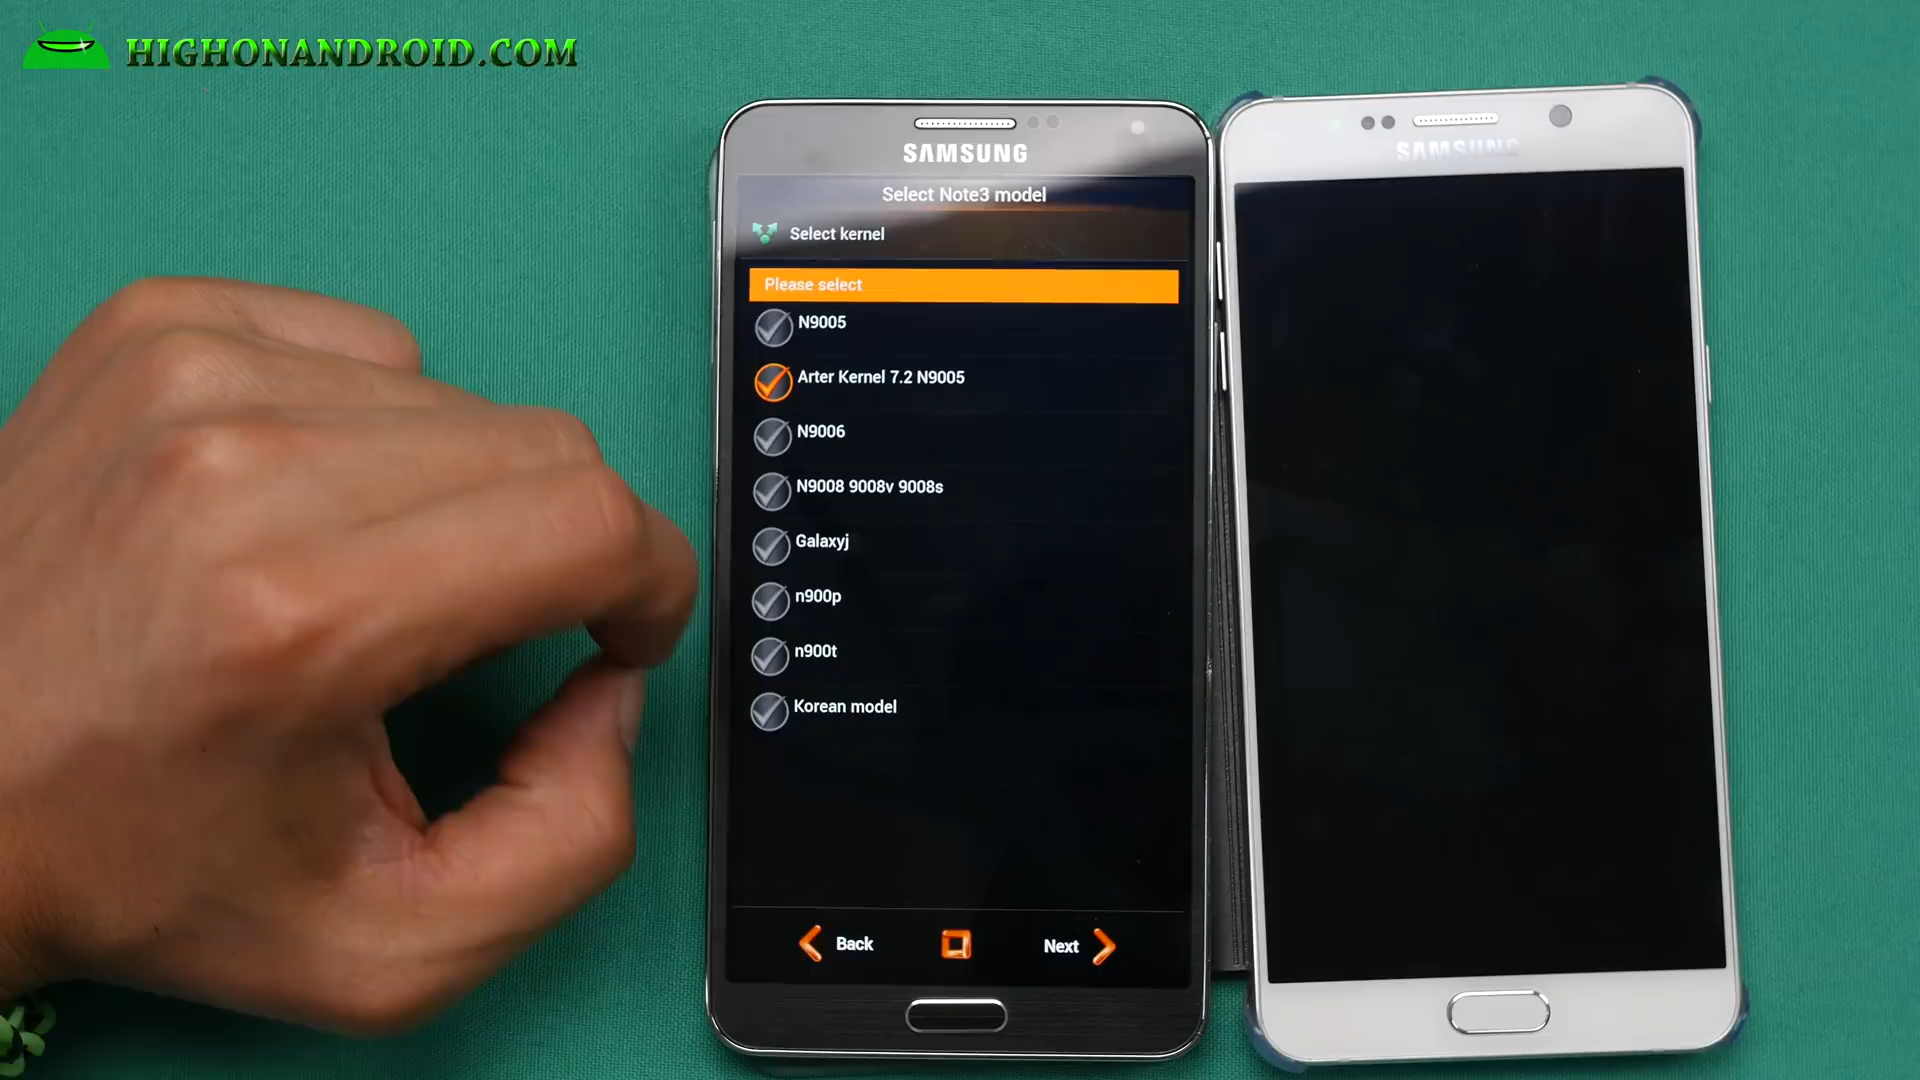 HIGHONANDROID.COM
SAMSUNG
SAMSUNG
Select Note3 model
Select kernel
Please select
N9005
Arter Kernel 7.2 N9005
N9006
N9008 9008v 9008s
Galaxyj
n900p
n900t
Korean model
Back
Next